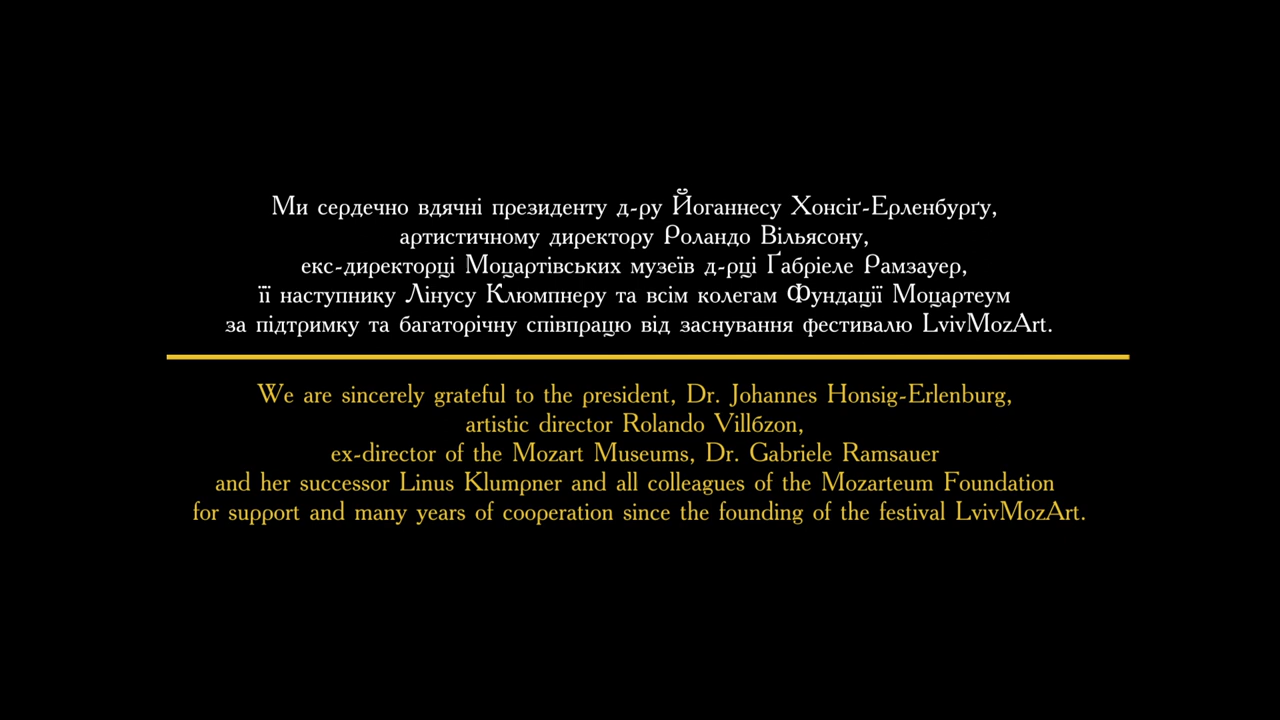 Ми сердечно вдячні президенту д-ру Йоганнесу Хонсіґ-Ерленбурґу,
артистичному директору Роландо Вільясону,
екс-директорці Моцартівських музеїв д-рці Ґабріеле Рамзауер,
її наступнику Лінусу Клюмпнеру та всім колегам Фундації Моцартеум
за підтримку та багаторічну співпрацю від заснування фестивалю LvivMozArt.
We are sincerely grateful to the president, Dr. Johannes Honsig-Erlenburg,
artistic director Rolando Villбzon,
ex-director of the Mozart Museums, Dr. Gabriele Ramsauer
and her successor Linus Klumpner and all colleagues of the Mozarteum Foundation
for support and many years of cooperation since the founding of the festival LvivMozArt.